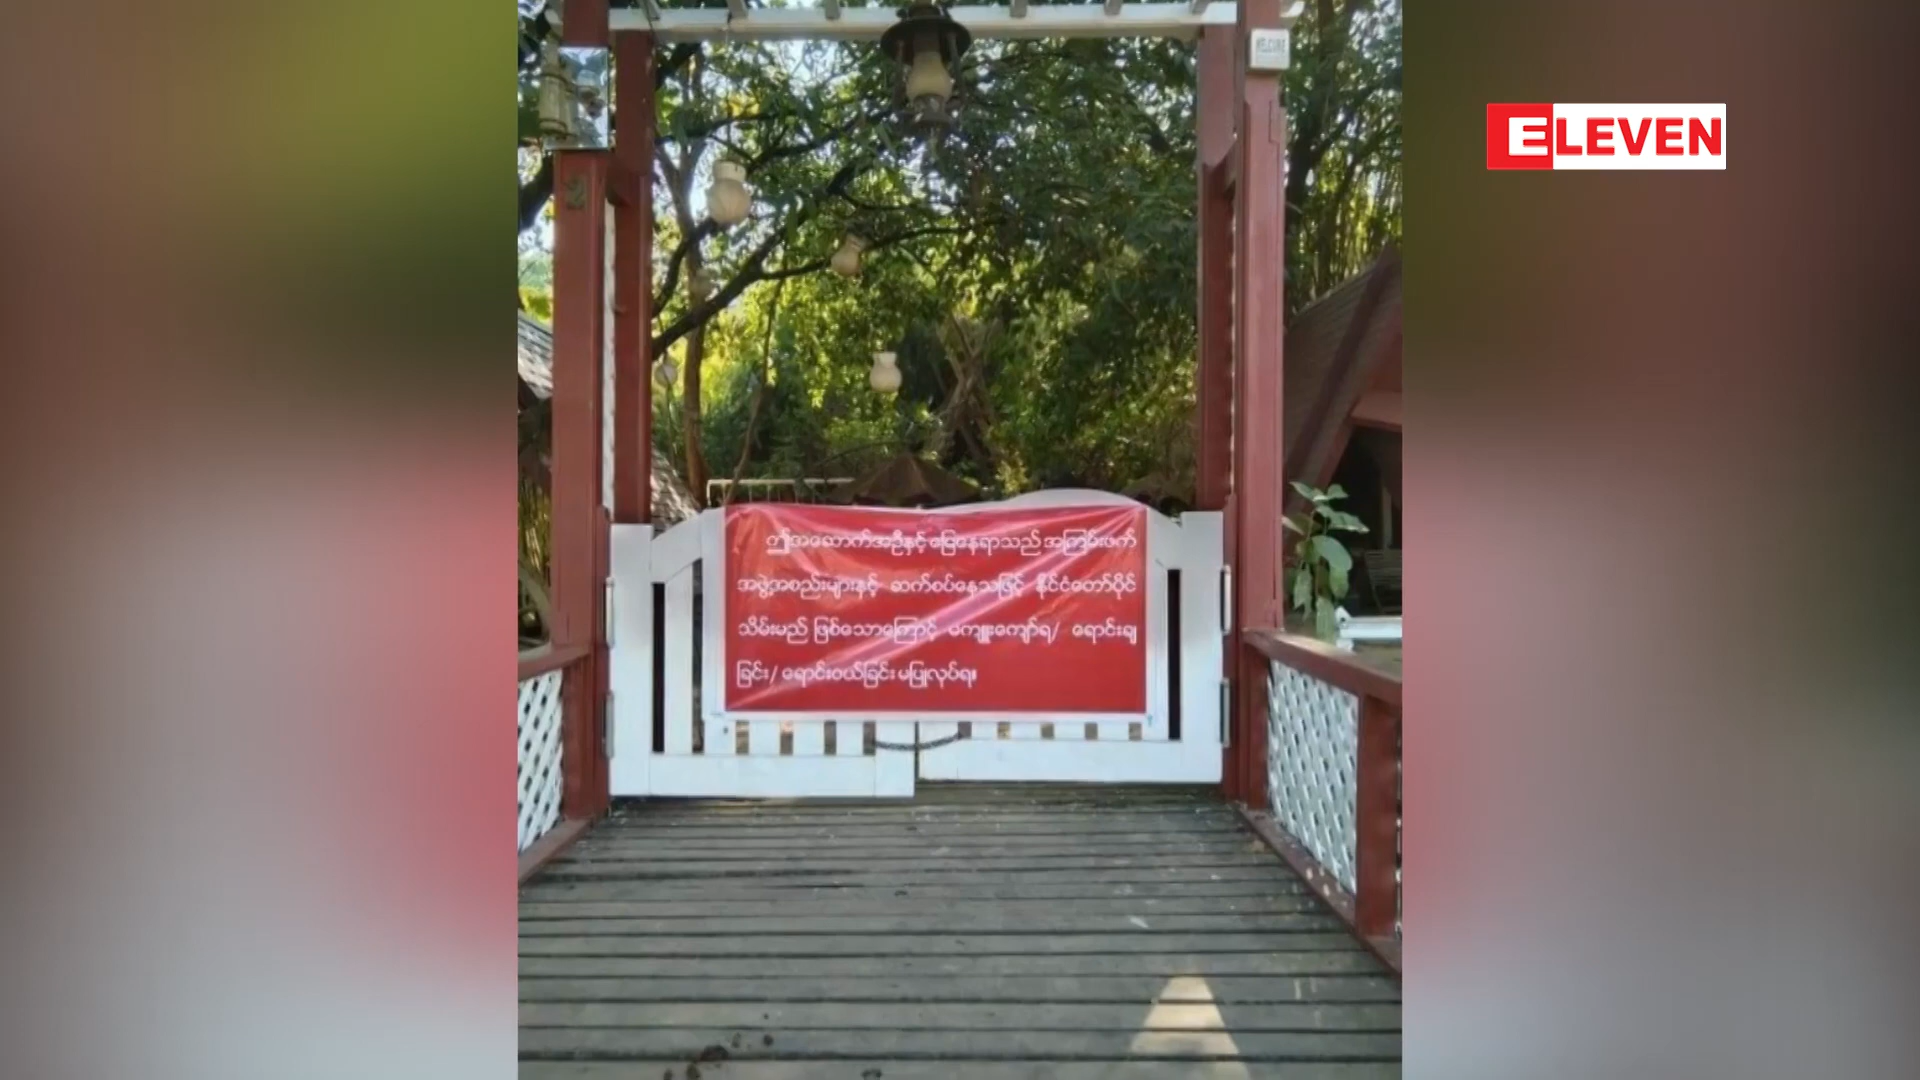 WELCOME
ELEVEN
ဤအဆောက်အဦနှင့် မြေနေရာသည် အကြမ်းဖက်
အဖွဲ့အစည်းများနှင့် ဆက်စပ်နေသဖြင့် နိုင်ငံတော်ပိုင်
သိမ်းမည် ဖြစ်သောကြောင့် မကျူးကျော်ရ/ ရောင်းချ
ခြင်း/ ရောင်းဝယ်ခြင်း မပြုလုပ်ရ။